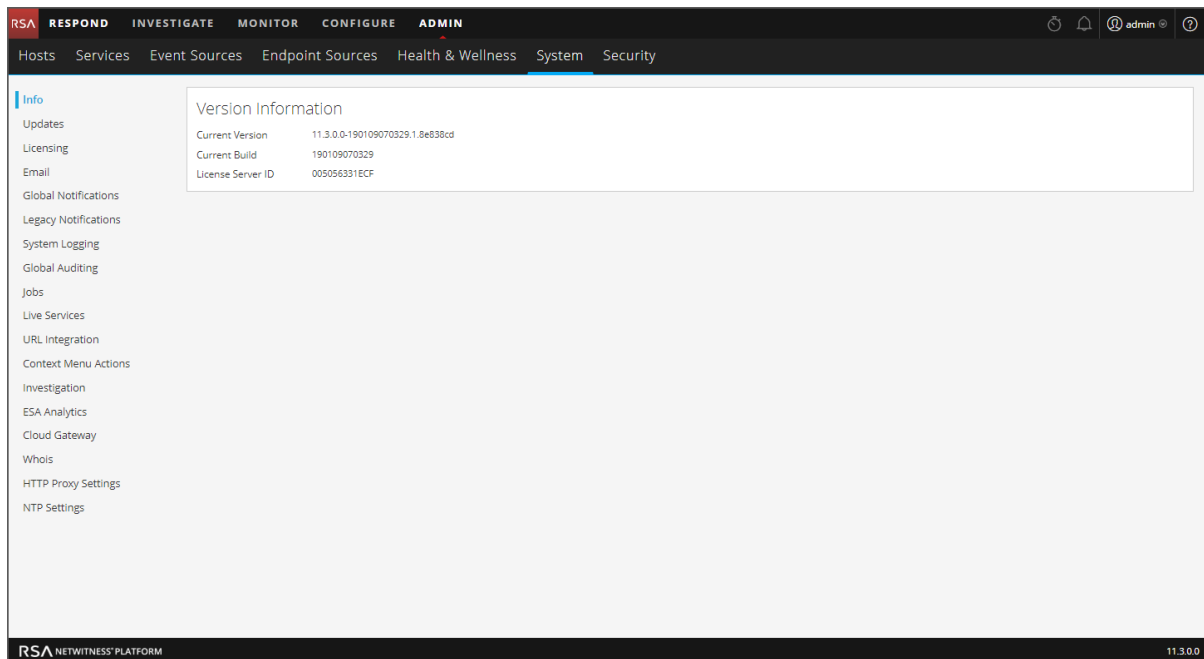 RSA RESPOND INVESTIGATE MONITOR CONFIGURE ADMIN admin
Hosts Services Event Sources Endpoint Sources Health & Wellness System Security
Info
Updates
Licensing
Email
Global Notifications
Legacy Notifications
System Logging
Global Auditing
Jobs
Live Services
URL Integration
Context Menu Actions
Investigation
ESA Analytics
Cloud Gateway
Whois
HTTP Proxy Settings
NTP Settings
Version Information
Current Version 11.3.0.0-190109070329.1.8e838cd
Current Build 190109070329
License Server ID 005056331ECF
RSA NETWITNESS® PLATFORM 11.3.0.0